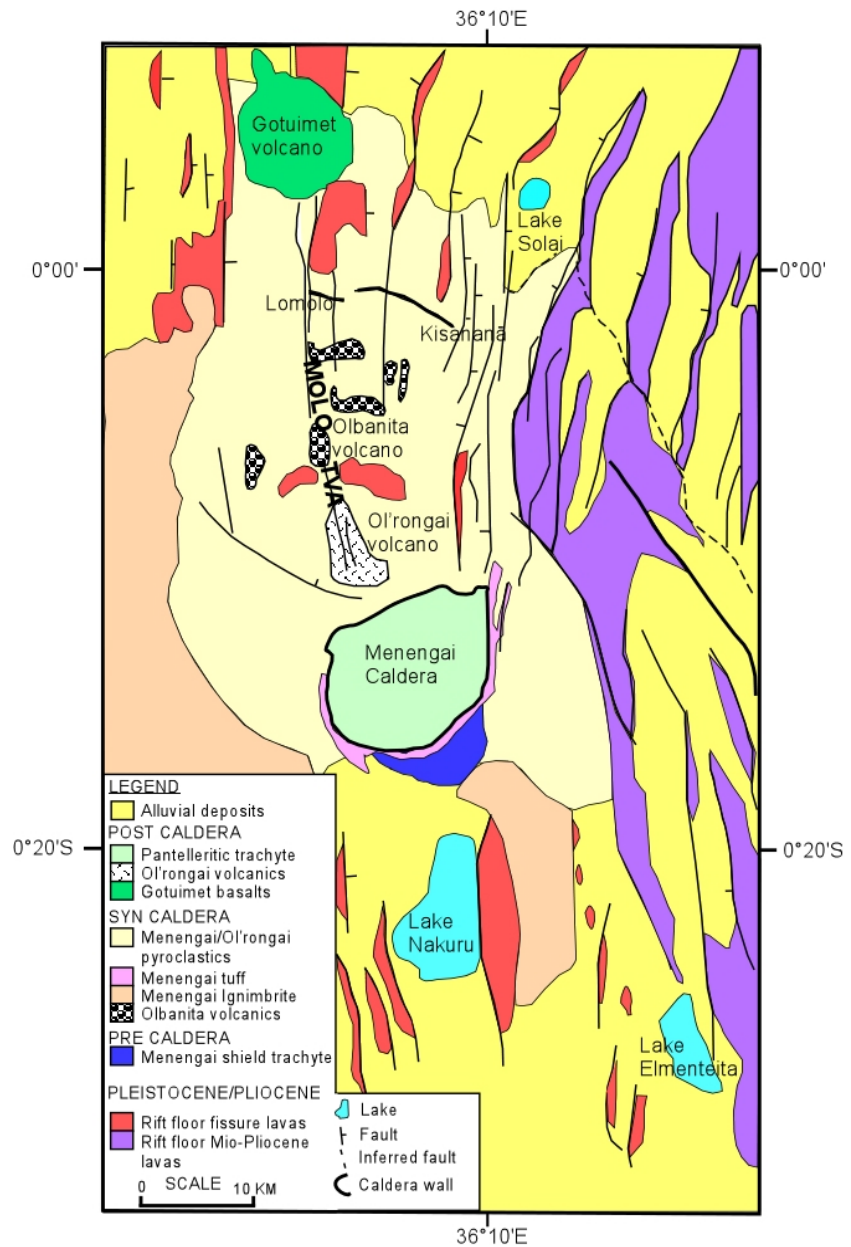 36°10'E
Gotuimet
volcano
Lake
Solai
0°00'
0°00'
Lomolo
Kisanana
MOLO TVA
Olbanita
volcano
Ol'rongai
volcano
Menengai
Caldera
LEGEND
Alluvial deposits
POST CALDERA
Pantelleritic trachyte
Ol'rongai volcanics
Gotuimet basalts
SYN CALDERA
Menengai/Ol'rongai
pyroclastics
Menengai tuff
Menengai Ignimbrite
Olbanita volcanics
PRE CALDERA
Menengai shield trachyte
PLEISTOCENE/PLIOCENE
Rift floor fissure lavas
Rift floor Mio-Pliocene
lavas
SCALE
0 10 KM
Lake
Fault
Inferred fault
Caldera wall
0°20'S
0°20'S
Lake
Nakuru
Lake
Elmenteita
36°10'E